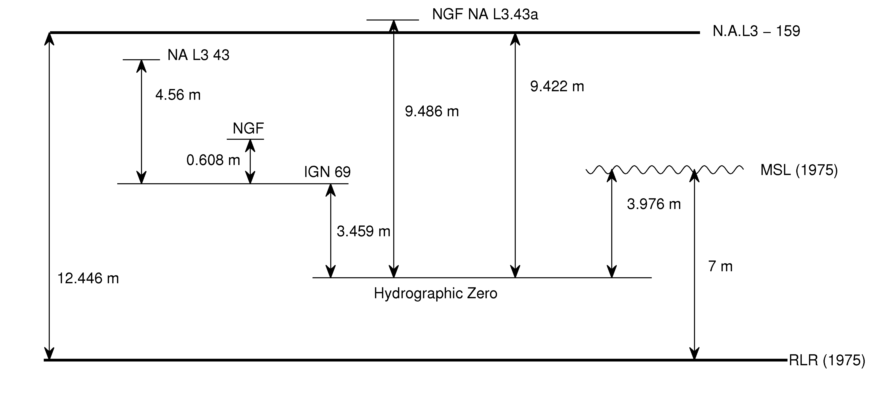 NGF NA L3.43a
N.A.L3 – 159
NA L3 43
9.422 m
4.56 m
9.486 m
NGF
0.608 m
IGN 69
MSL (1975)
3.976 m
3.459 m
7 m
12.446 m
Hydrographic Zero
RLR (1975)